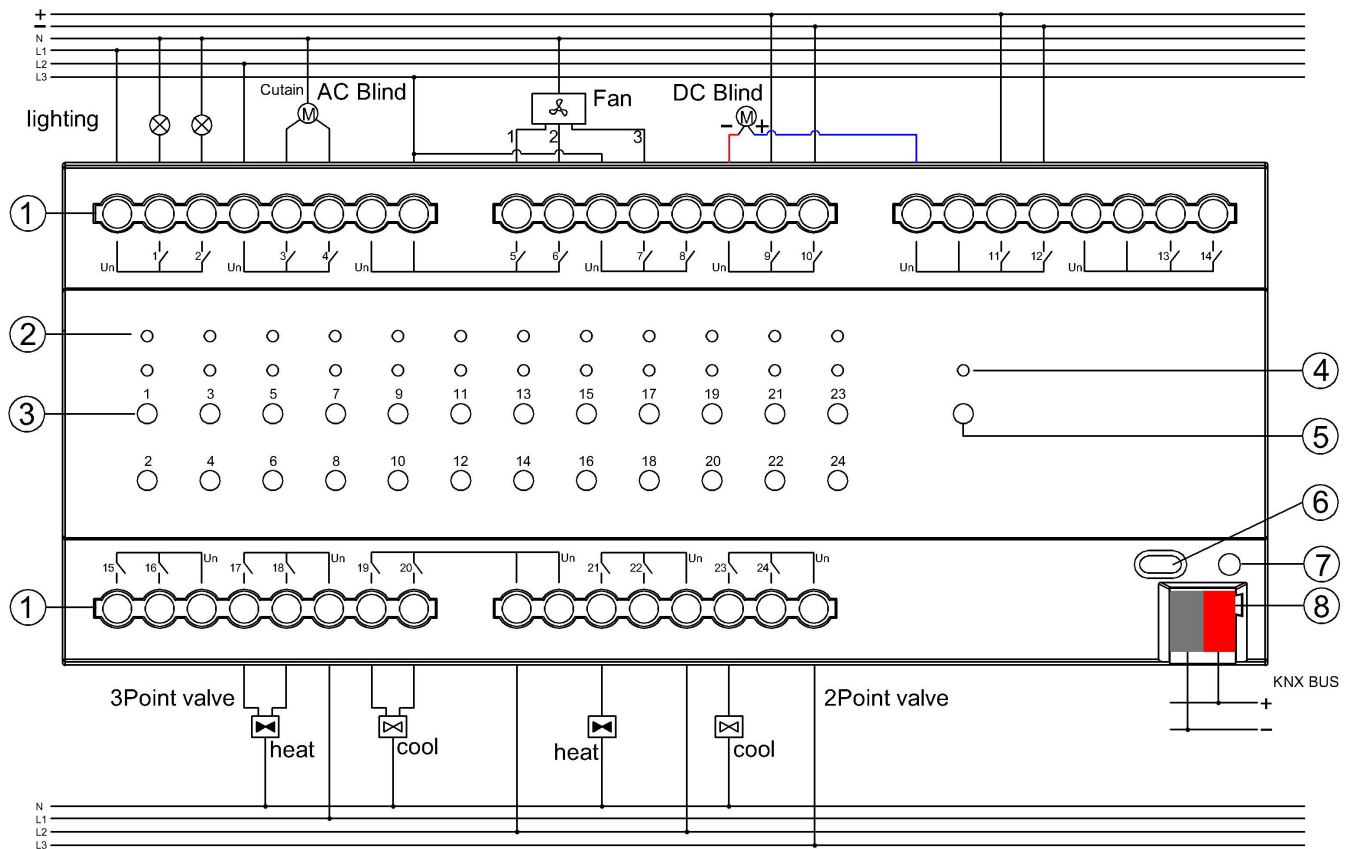 +
−
N
L1
L2
L3
lighting
Cutain
AC Blind
M
Fan
1 2 3
DC Blind
− M +
1
Un 1 2 Un 3 4 Un 5 6 Un 7 8 Un 9 10 Un 11 12 Un 13 14
2
4
1 3 5 7 9 11 13 15 17 19 21 23
3
5
2 4 6 8 10 12 14 16 18 20 22 24
6
15 16 Un 17 18 Un 19 20 Un 21 22 Un 23 24 Un
7
1
8
KNX BUS
+
−
3Point valve
2Point valve
heat
cool
heat
cool
N
L1
L2
L3